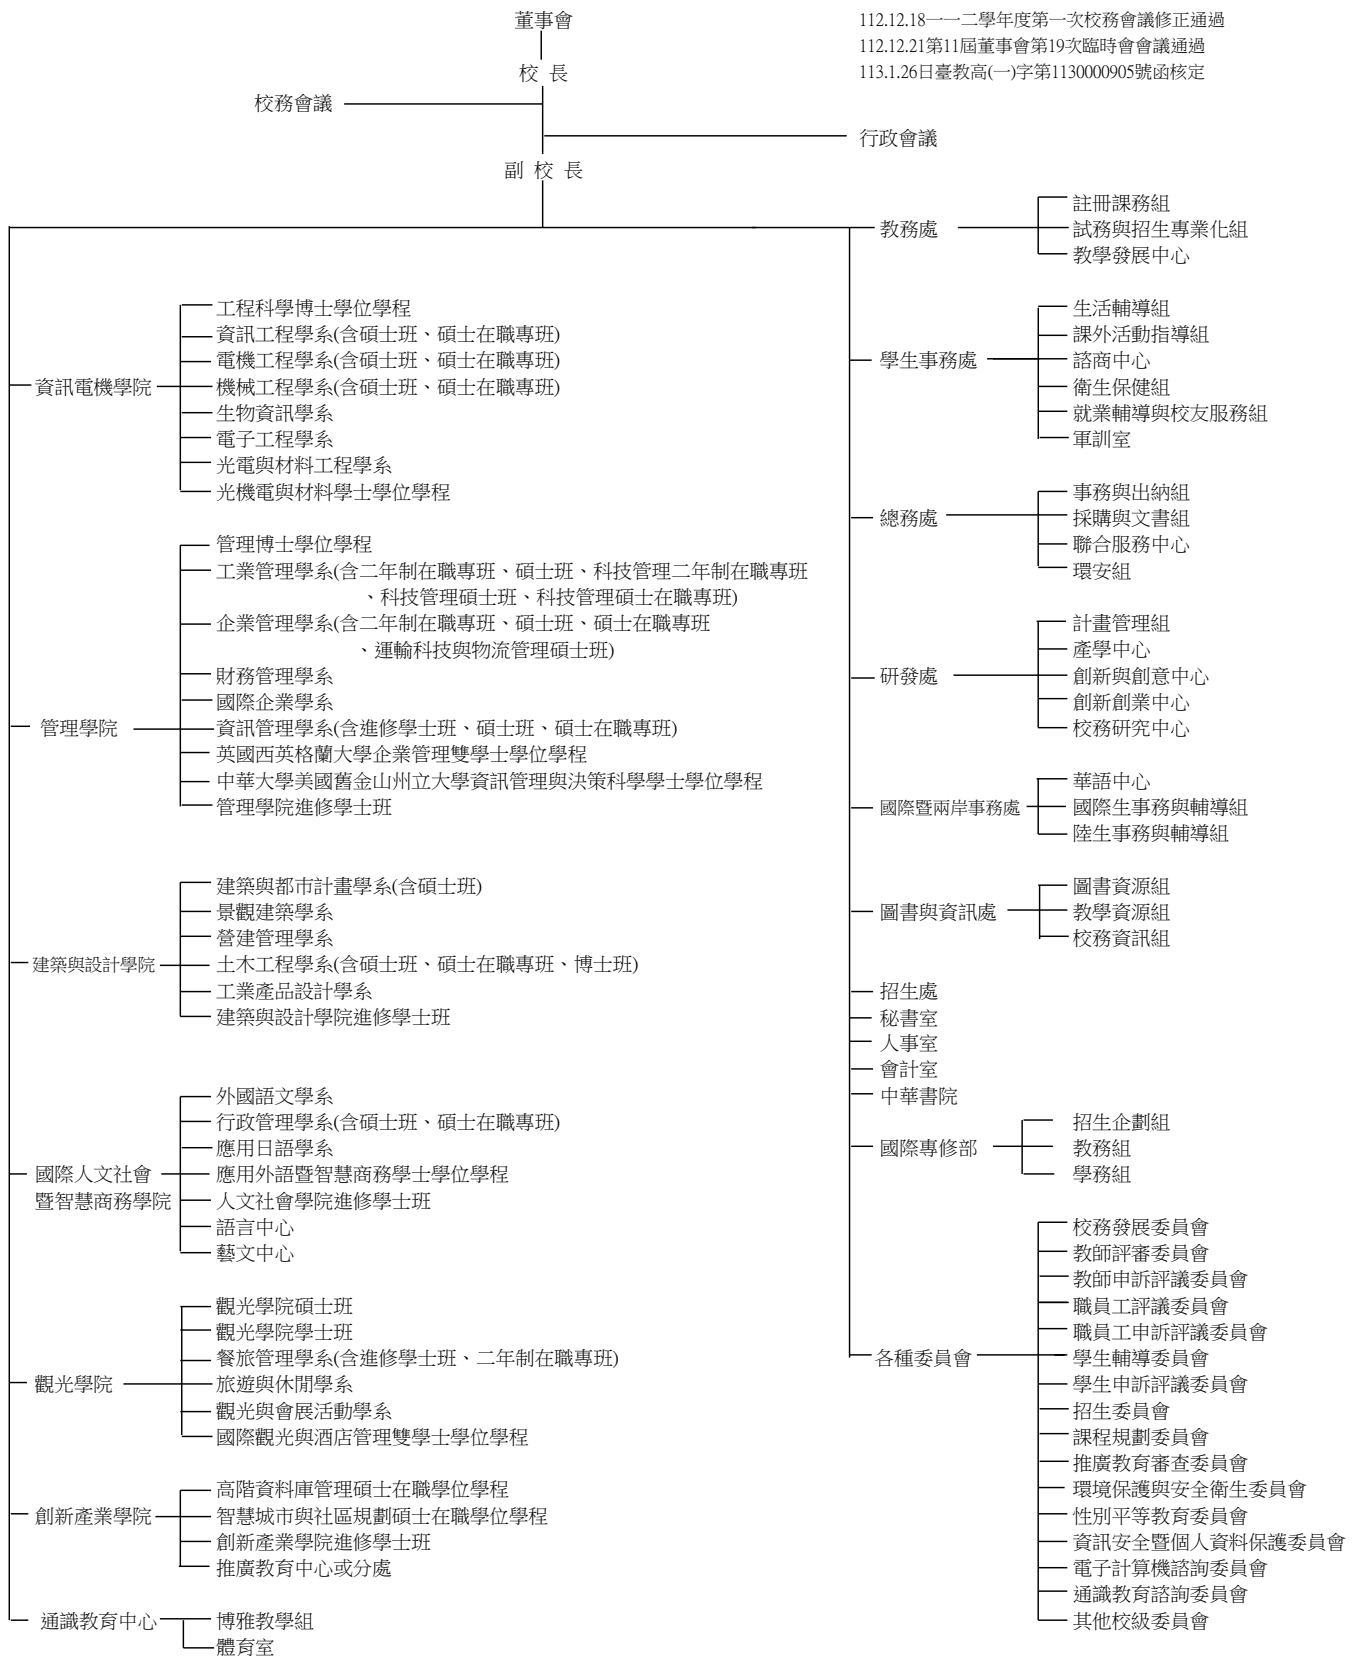 董事會
112.12.18一一二學年度第一次校務會議修正通過
112.12.21第11屆董事會第19次臨時會會議通過
113.1.26日臺教高(一)字第1130000905號函核定
校 長
校務會議
行政會議
副 校 長
資訊電機學院
工程科學博士學位學程
資訊工程學系(含碩士班、碩士在職專班)
電機工程學系(含碩士班、碩士在職專班)
機械工程學系(含碩士班、碩士在職專班)
生物資訊學系
電子工程學系
光電與材料工程學系
光機電與材料學士學位學程
管理學院
管理博士學位學程
工業管理學系(含二年制在職專班、碩士班、科技管理二年制在職專班
、科技管理碩士班、科技管理碩士在職專班)
企業管理學系(含二年制在職專班、碩士班、碩士在職專班
、運輸科技與物流管理碩士班)
財務管理學系
國際企業學系
資訊管理學系(含進修學士班、碩士班、碩士在職專班)
英國西英格蘭大學企業管理雙學士學位學程
中華大學美國舊金山州立大學資訊管理與決策科學學士學位學程
管理學院進修學士班
建築與設計學院
建築與都市計畫學系(含碩士班)
景觀建築學系
營建管理學系
土木工程學系(含碩士班、碩士在職專班、博士班)
工業產品設計學系
建築與設計學院進修學士班
國際人文社會
暨智慧商務學院
外國語文學系
行政管理學系(含碩士班、碩士在職專班)
應用日語學系
應用外語暨智慧商務學士學位學程
人文社會學院進修學士班
語言中心
藝文中心
觀光學院
觀光學院碩士班
觀光學院學士班
餐旅管理學系(含進修學士班、二年制在職專班)
旅遊與休閒學系
觀光與會展活動學系
國際觀光與酒店管理雙學士學位學程
創新產業學院
高階資料庫管理碩士在職學位學程
智慧城市與社區規劃碩士在職學位學程
創新產業學院進修學士班
推廣教育中心或分處
通識教育中心
博雅教學組
體育室
教務處
註冊課務組
試務與招生專業化組
教學發展中心
學生事務處
生活輔導組
課外活動指導組
諮商中心
衛生保健組
就業輔導與校友服務組
軍訓室
總務處
事務與出納組
採購與文書組
聯合服務中心
環安組
研發處
計畫管理組
產學中心
創新與創意中心
創新創業中心
校務研究中心
國際暨兩岸事務處
華語中心
國際生事務與輔導組
陸生事務與輔導組
圖書與資訊處
圖書資源組
教學資源組
校務資訊組
招生處
秘書室
人事室
會計室
中華書院
國際專修部
招生企劃組
教務組
學務組
各種委員會
校務發展委員會
教師評審委員會
教師申訴評議委員會
職員工評議委員會
職員工申訴評議委員會
學生輔導委員會
學生申訴評議委員會
招生委員會
課程規劃委員會
推廣教育審查委員會
環境保護與安全衛生委員會
性別平等教育委員會
資訊安全暨個人資料保護委員會
電子計算機諮詢委員會
通識教育諮詢委員會
其他校級委員會